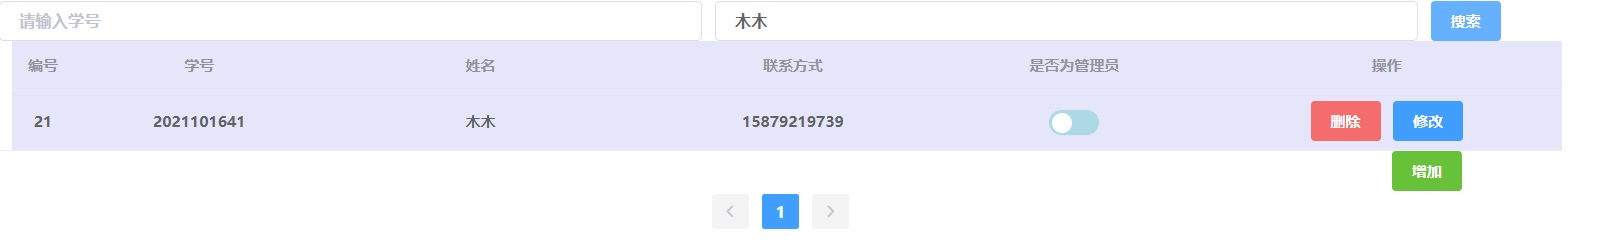 请输入学号 木木 搜索
编号 学号 姓名 联系方式 是否为管理员 操作
21 2021101641 木木 15879219739 删除 修改
增加
1